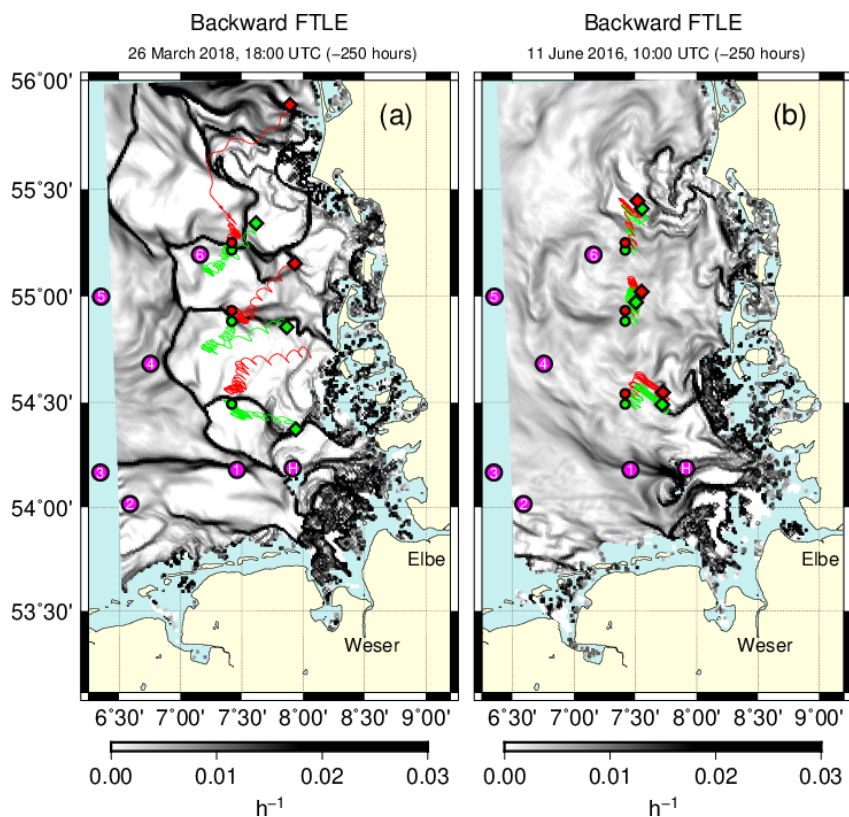 Backward FTLE
26 March 2018, 18:00 UTC (−250 hours)
Backward FTLE
11 June 2016, 10:00 UTC (−250 hours)
56˚00'
55˚30'
55˚00'
54˚30'
54˚00'
53˚30'
(a)
6
5
4
3
1
H
2
Elbe
Weser
(b)
6
5
4
3
1
H
2
Elbe
Weser
6˚30' 7˚00' 7˚30' 8˚00' 8˚30' 9˚00'
6˚30' 7˚00' 7˚30' 8˚00' 8˚30' 9˚00'
0.00 0.01 0.02 0.03
h⁻¹
0.00 0.01 0.02 0.03
h⁻¹